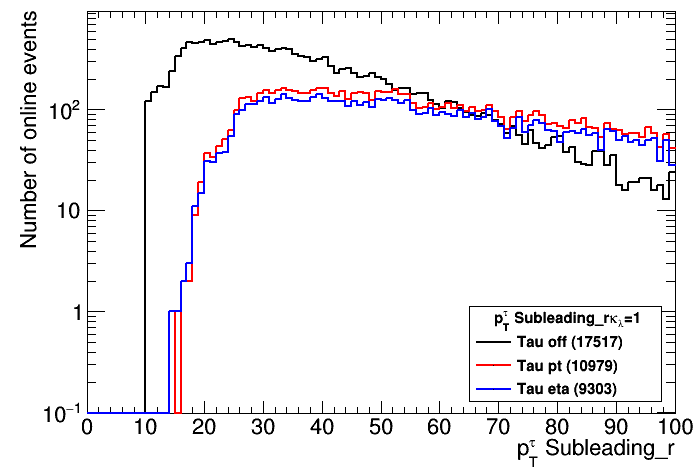 Number of online events
10²
10
1
10⁻¹
p_T^τ Subleading_rκ_λ=1
Tau off (17517)
Tau pt (10979)
Tau eta (9303)
0 10 20 30 40 50 60 70 80 90 100
p_T^τ Subleading_r